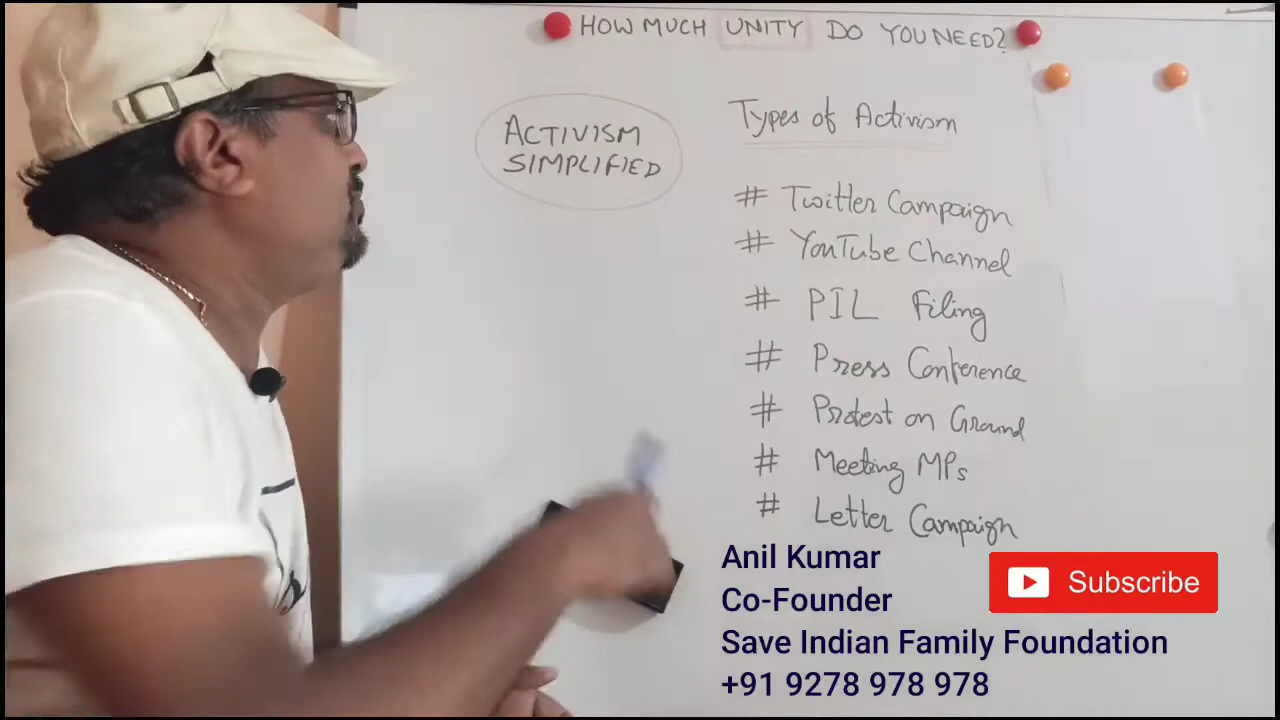 HOW MUCH UNITY DO YOU NEED?
ACTIVISM
SIMPLIFIED
Types of Activism
# Twitter Campaign
# YouTube Channel
# PIL Filing
# Press Conference
# Protest on Ground
# Meeting MPs
# Letter Campaign
Anil Kumar
Co-Founder
Save Indian Family Foundation
+91 9278 978 978
Subscribe